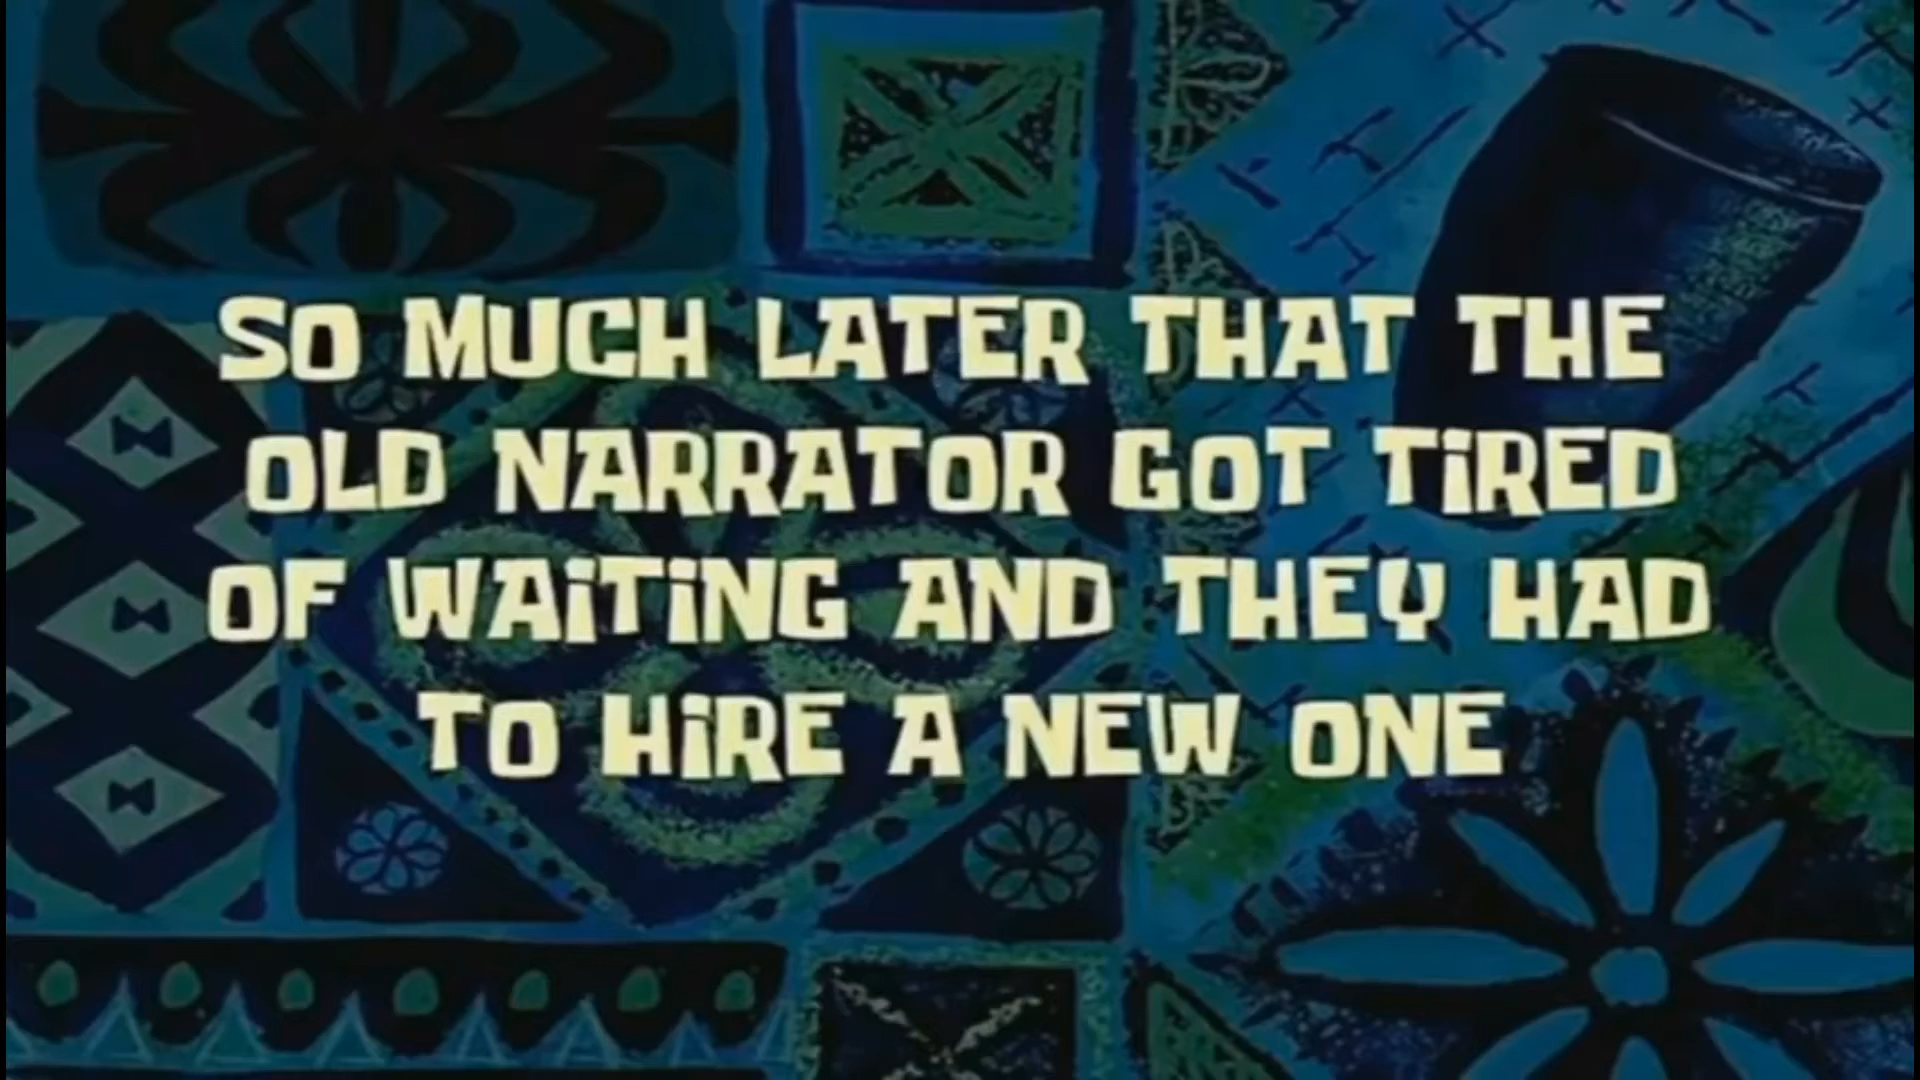 SO MUCH LATER THAT THE
OLD NARRATOR GOT TiRED
OF WAiTiNG AND THEY HAD
TO HiRE A NEW ONE